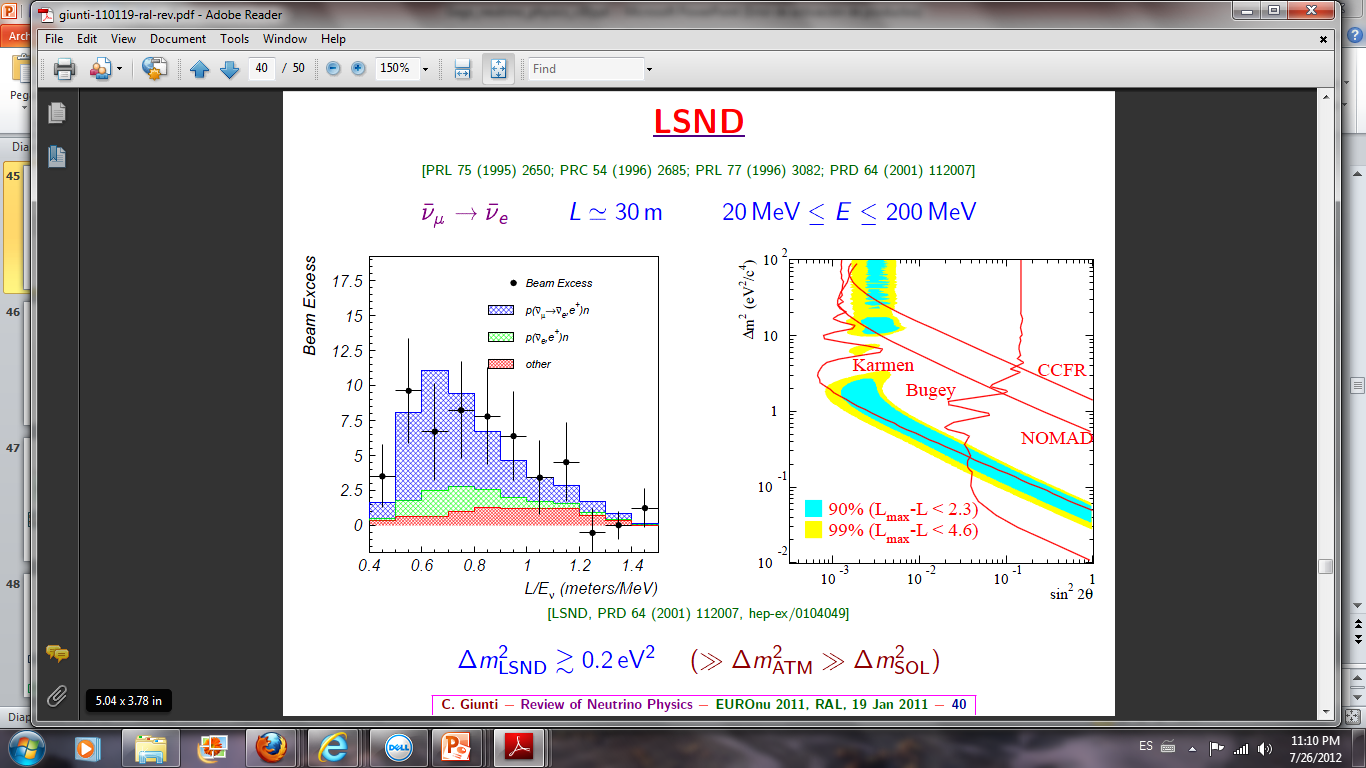 giunti-110119-ral-rev.pdf - Adobe Reader
File Edit View Document Tools Window Help
40 / 50 150% Find
Arch
Peg
Dia
45
46
47
48
Diap
LSND
[PRL 75 (1995) 2650; PRC 54 (1996) 2685; PRL 77 (1996) 3082; PRD 64 (2001) 112007]
ν̄μ → ν̄e L ≃ 30 m 20 MeV ≤ E ≤ 200 MeV
Beam Excess
17.5
15
12.5
10
7.5
5
2.5
0
Beam Excess
p(ν̄μ→ν̄e,e⁺)n
p(ν̄e,e⁺)n
other
0.4 0.6 0.8 1 1.2 1.4
L/Eν (meters/MeV)
Δm² (eV²/c⁴)
10²
10
1
10⁻¹
10⁻²
Karmen
Bugey
CCFR
NOMAD
90% (Lmax-L < 2.3)
99% (Lmax-L < 4.6)
10⁻³ 10⁻² 10⁻¹ 1
sin² 2θ
[LSND, PRD 64 (2001) 112007, hep-ex/0104049]
Δm²LSND ≳ 0.2 eV² (≫ Δm²ATM ≫ Δm²SOL)
C. Giunti − Review of Neutrino Physics − EUROnu 2011, RAL, 19 Jan 2011 − 40
5.04 x 3.78 in
DELL
ES
11:10 PM
7/26/2012